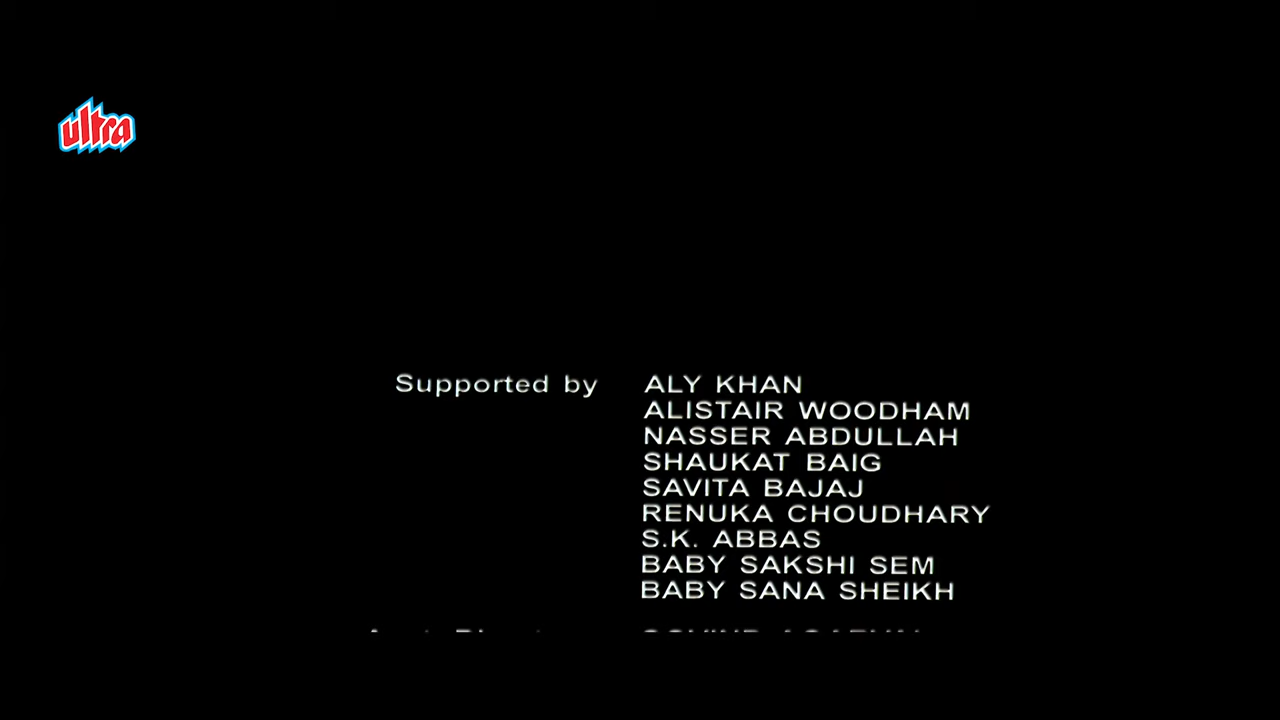 ultra
Supported by ALY KHAN
ALISTAIR WOODHAM
NASSER ABDULLAH
SHAUKAT BAIG
SAVITA BAJAJ
RENUKA CHOUDHARY
S.K. ABBAS
BABY SAKSHI SEM
BABY SANA SHEIKH